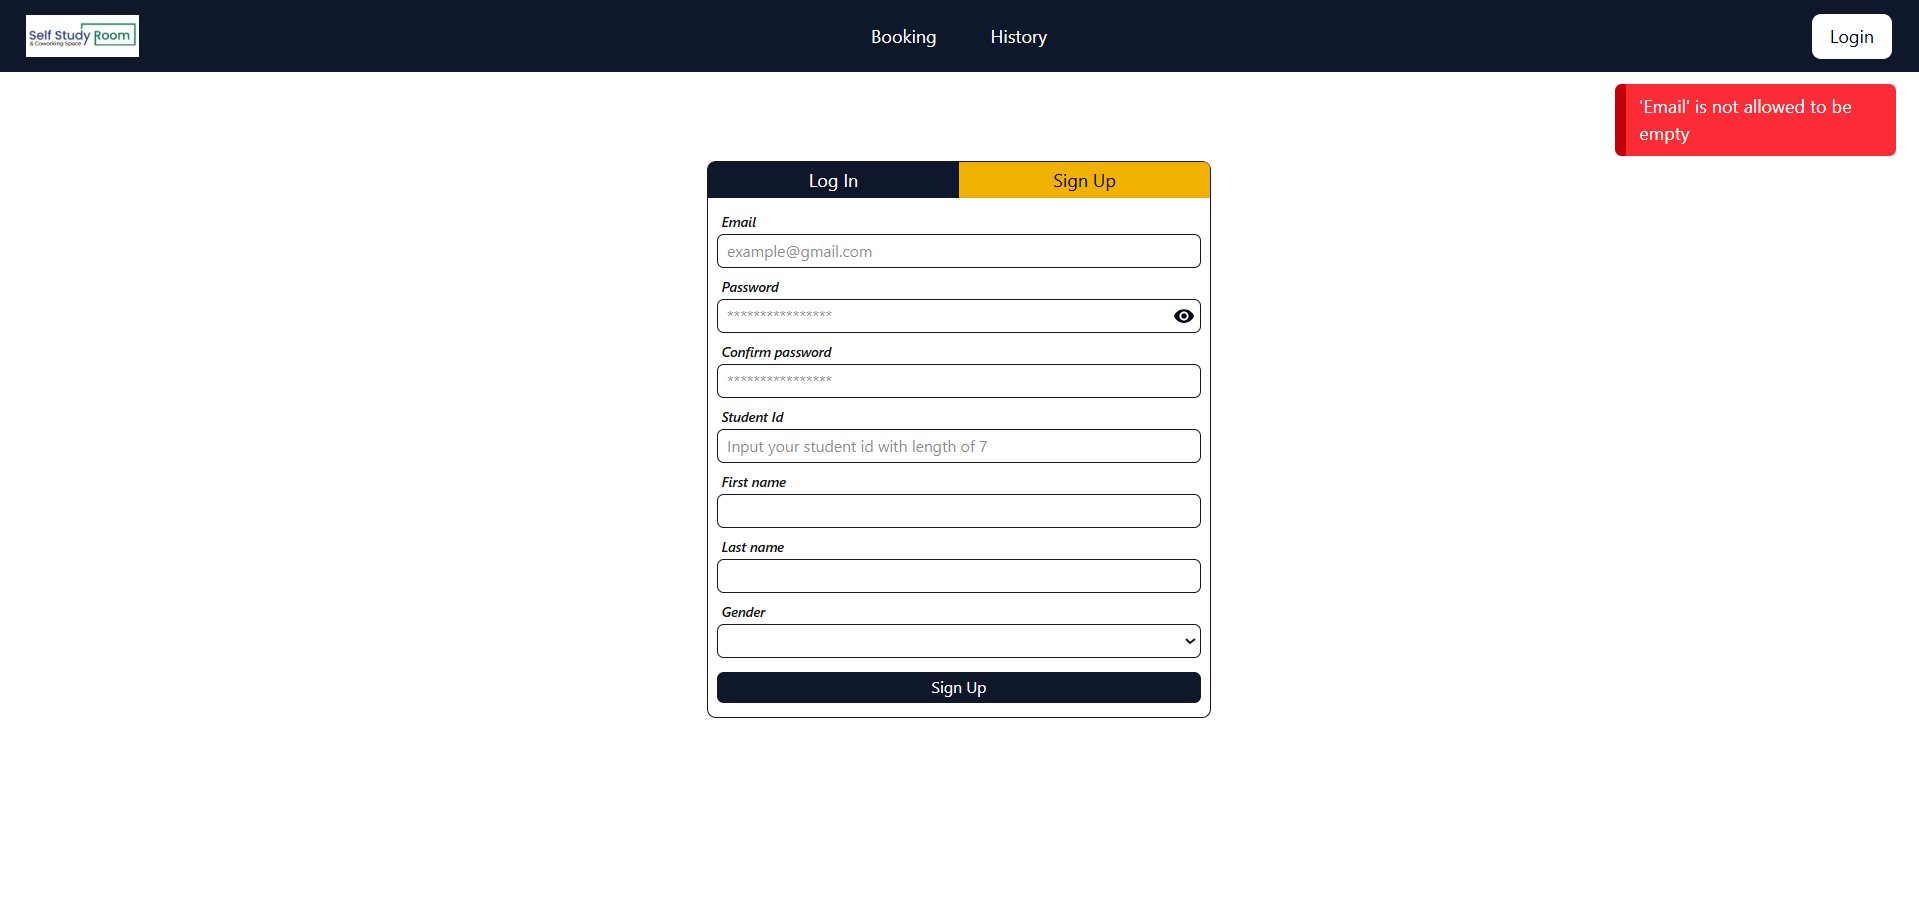 Self Study Room
& Coworking Space
Booking
History
Login
'Email' is not allowed to be
empty
Log In
Sign Up
Email
example@gmail.com
Password
****************
Confirm password
****************
Student Id
Input your student id with length of 7
First name
Last name
Gender
Sign Up